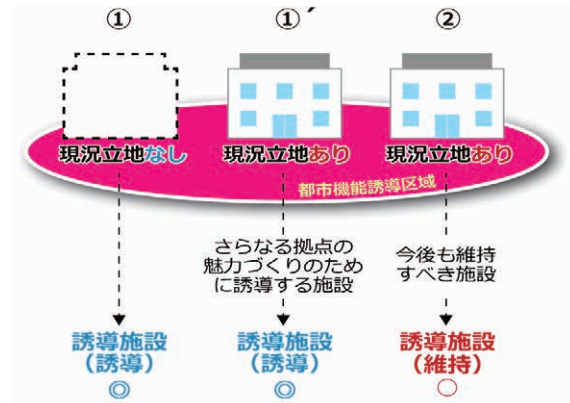 ① ①´ ②
現況立地なし 現況立地あり 現況立地あり
都市機能誘導区域
さらなる拠点の
魅力づくりのため
に誘導する施設
今後も維持
すべき施設
誘導施設
(誘導)
◎
誘導施設
(誘導)
◎
誘導施設
(維持)
○